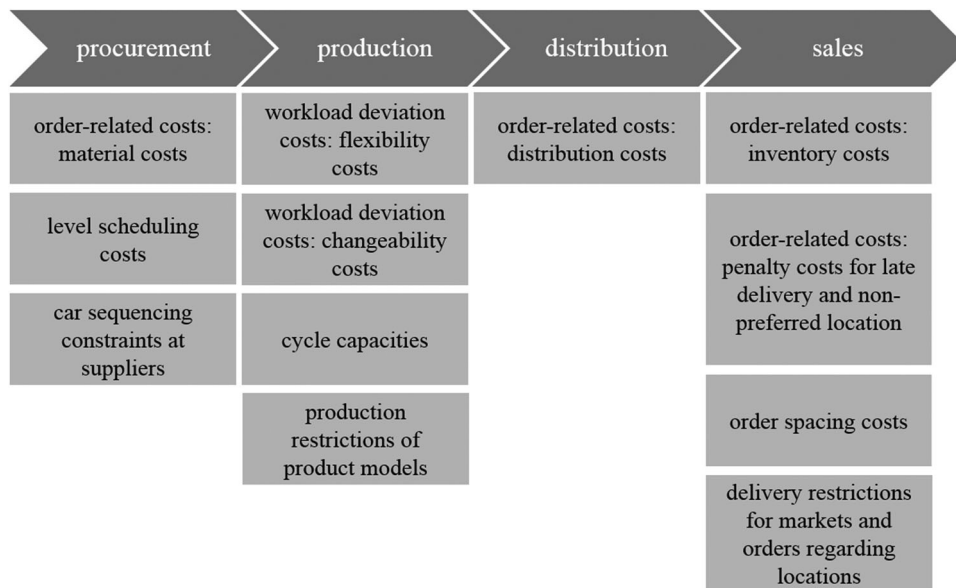 procurement
production
distribution
sales
order-related costs:
material costs
level scheduling
costs
car sequencing
constraints at
suppliers
workload deviation
costs: flexibility
costs
workload deviation
costs: changeability
costs
cycle capacities
production
restrictions of
product models
order-related costs:
distribution costs
order-related costs:
inventory costs
order-related costs:
penalty costs for late
delivery and non-
preferred location
order spacing costs
delivery restrictions
for markets and
orders regarding
locations